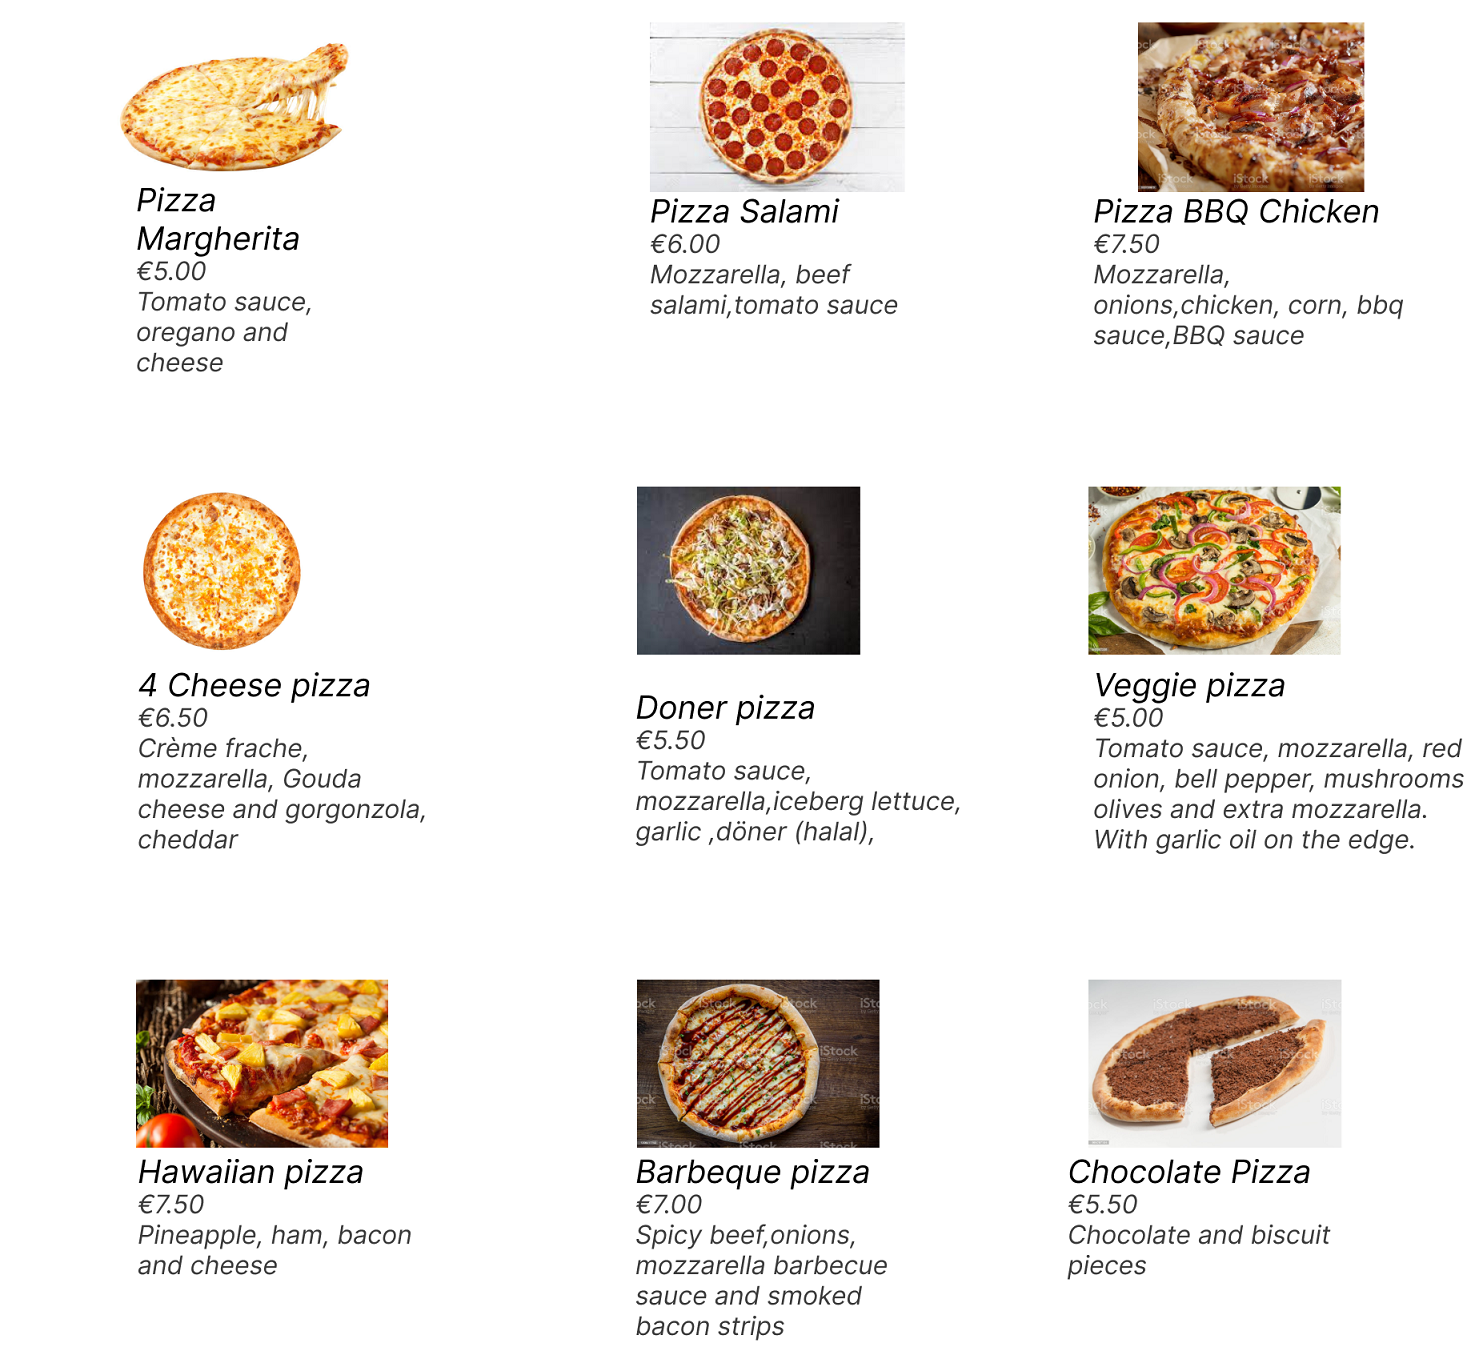 Pizza
Margherita
€5.00
Tomato sauce,
oregano and
cheese
Pizza Salami
€6.00
Mozzarella, beef
salami,tomato sauce
Pizza BBQ Chicken
€7.50
Mozzarella,
onions,chicken, corn, bbq
sauce,BBQ sauce
4 Cheese pizza
€6.50
Crème frache,
mozzarella, Gouda
cheese and gorgonzola,
cheddar
Doner pizza
€5.50
Tomato sauce,
mozzarella,iceberg lettuce,
garlic ,döner (halal),
Veggie pizza
€5.00
Tomato sauce, mozzarella, red
onion, bell pepper, mushrooms
olives and extra mozzarella.
With garlic oil on the edge.
Hawaiian pizza
€7.50
Pineapple, ham, bacon
and cheese
Barbeque pizza
€7.00
Spicy beef,onions,
mozzarella barbecue
sauce and smoked
bacon strips
Chocolate Pizza
€5.50
Chocolate and biscuit
pieces